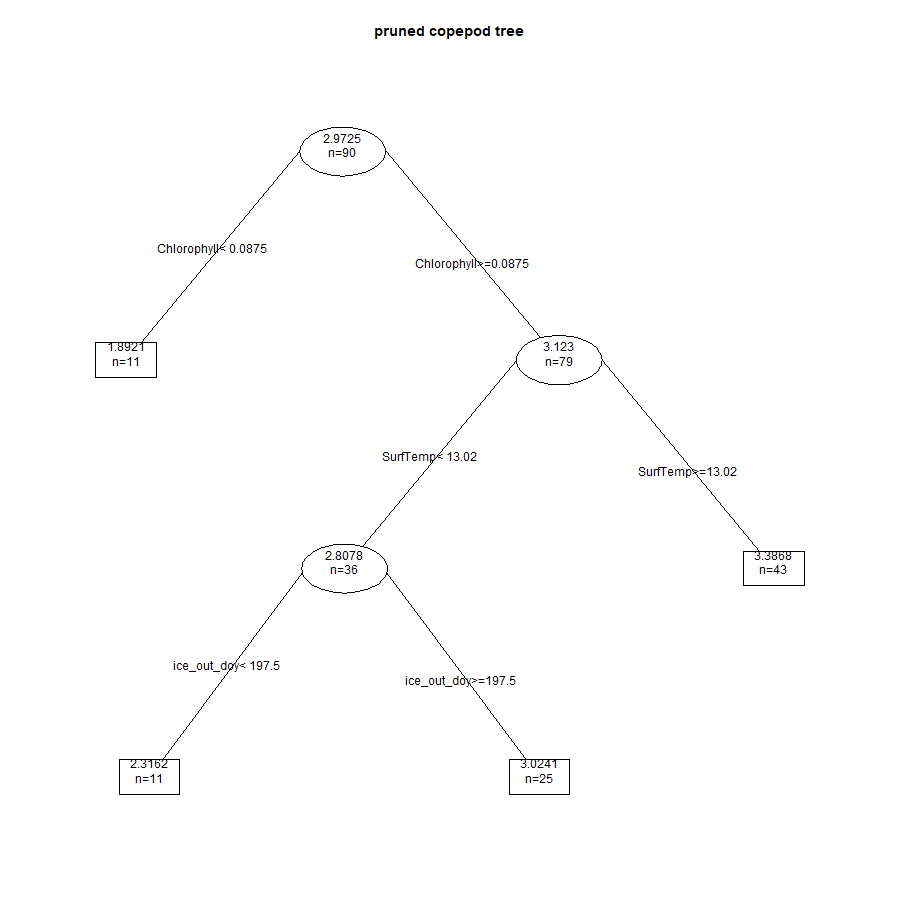 pruned copepod tree
2.9725
n=90
Chlorophyll< 0.0875
Chlorophyll>=0.0875
1.8921
n=11
3.123
n=79
SurfTemp< 13.02
SurfTemp>=13.02
2.8078
n=36
3.3868
n=43
ice_out_doy< 197.5
ice_out_doy>=197.5
2.3162
n=11
3.0241
n=25